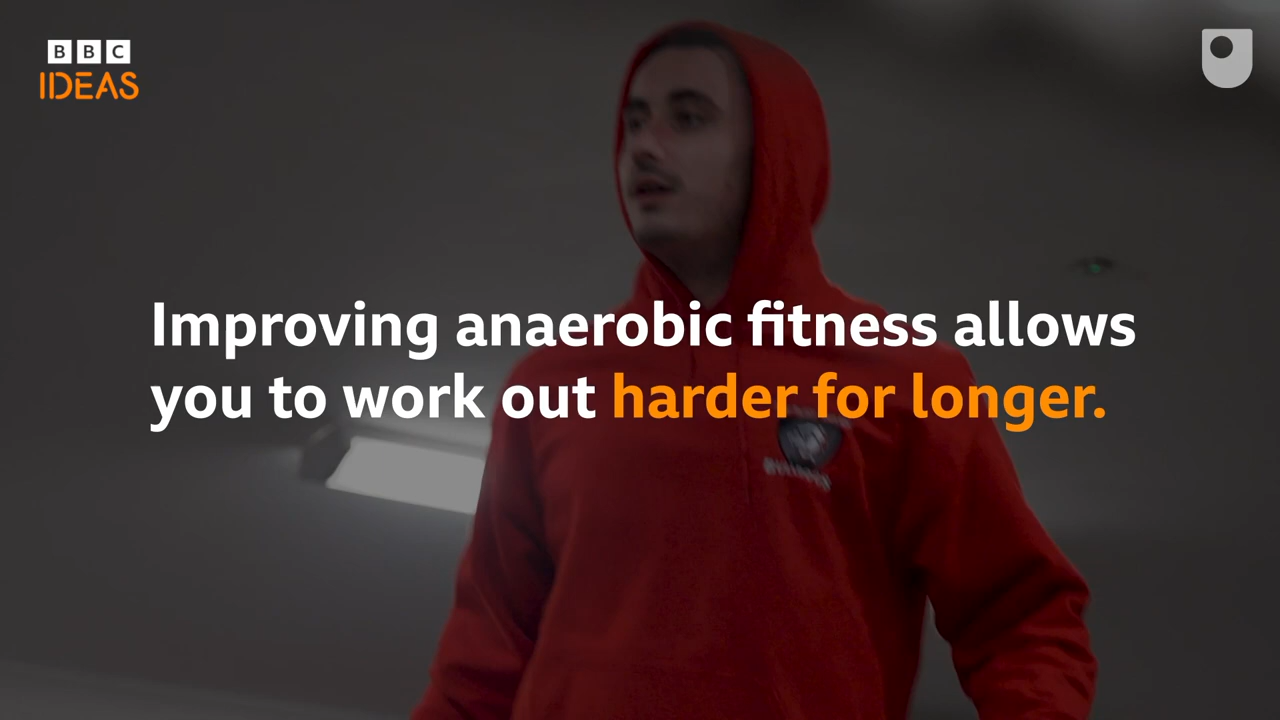 BBC
IDEAS
Improving anaerobic fitness allows
you to work out harder for longer.